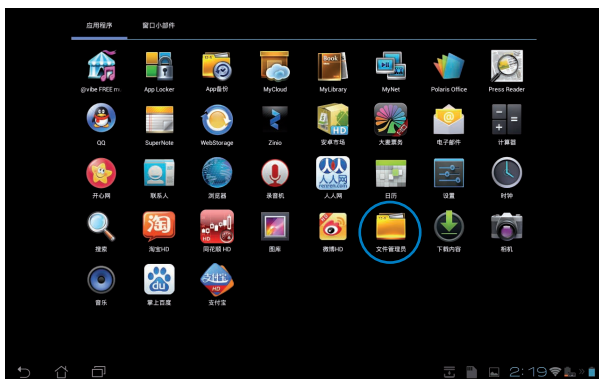 应用程序 窗口小部件
@vibe FREE m App Locker App备份 MyCloud MyLibrary MyNet Polaris Office Press Reader
QQ SuperNote WebStorage Zinio 安卓市场 大麦票务 电子邮件 计算器
开心网 联系人 浏览器 录音机 人人网 日历 设置 时钟
搜索 淘宝HD 同花顺 HD 图库 微博HD 文件管理员 下载内容 相机
音乐 掌上百度 支付宝
2:19